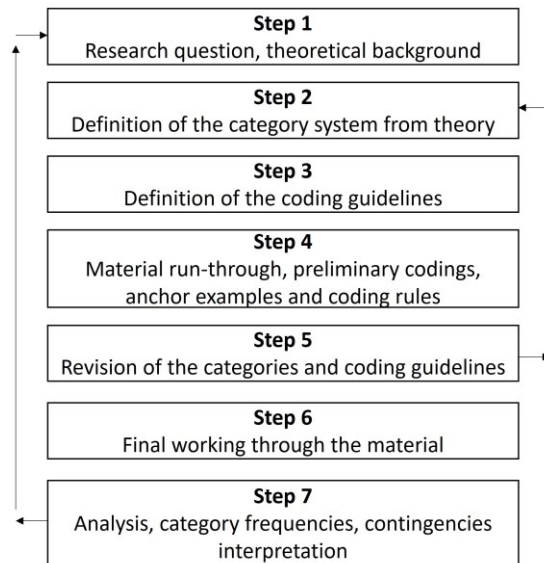 Step 1
Research question, theoretical background
Step 2
Definition of the category system from theory
Step 3
Definition of the coding guidelines
Step 4
Material run-through, preliminary codings,
anchor examples and coding rules
Step 5
Revision of the categories and coding guidelines
Step 6
Final working through the material
Step 7
Analysis, category frequencies, contingencies
interpretation